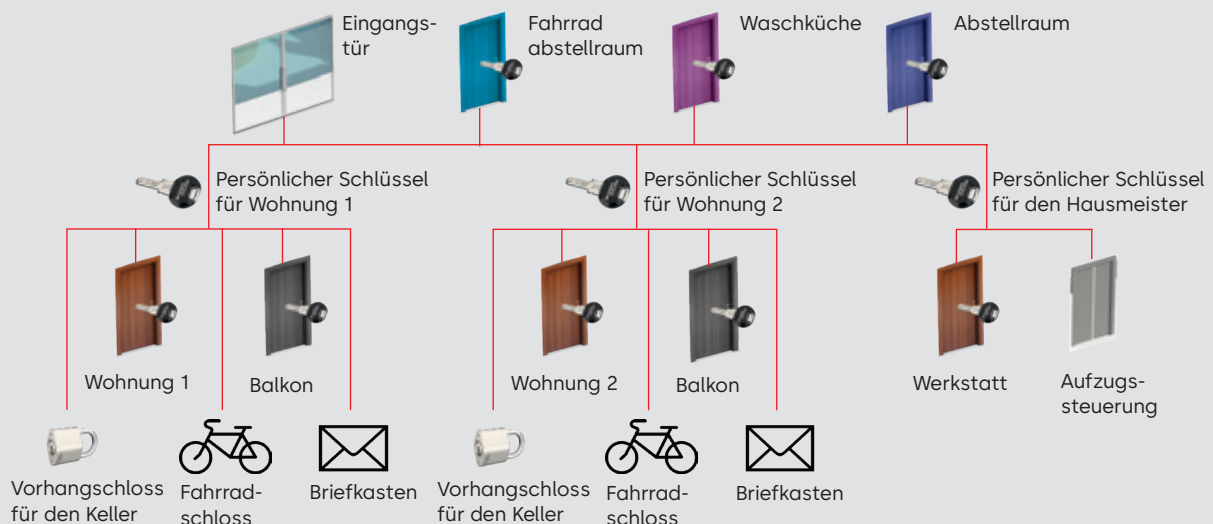 Eingangs-
tür
Fahrrad
abstellraum
Waschküche
Abstellraum
Persönlicher Schlüssel
für Wohnung 1
Persönlicher Schlüssel
für Wohnung 2
Persönlicher Schlüssel
für den Hausmeister
Wohnung 1
Balkon
Wohnung 2
Balkon
Werkstatt
Aufzugs-
steuerung
Vorhangschloss
für den Keller
Fahrrad-
schloss
Briefkasten
Vorhangschloss
für den Keller
Fahrrad-
schloss
Briefkasten